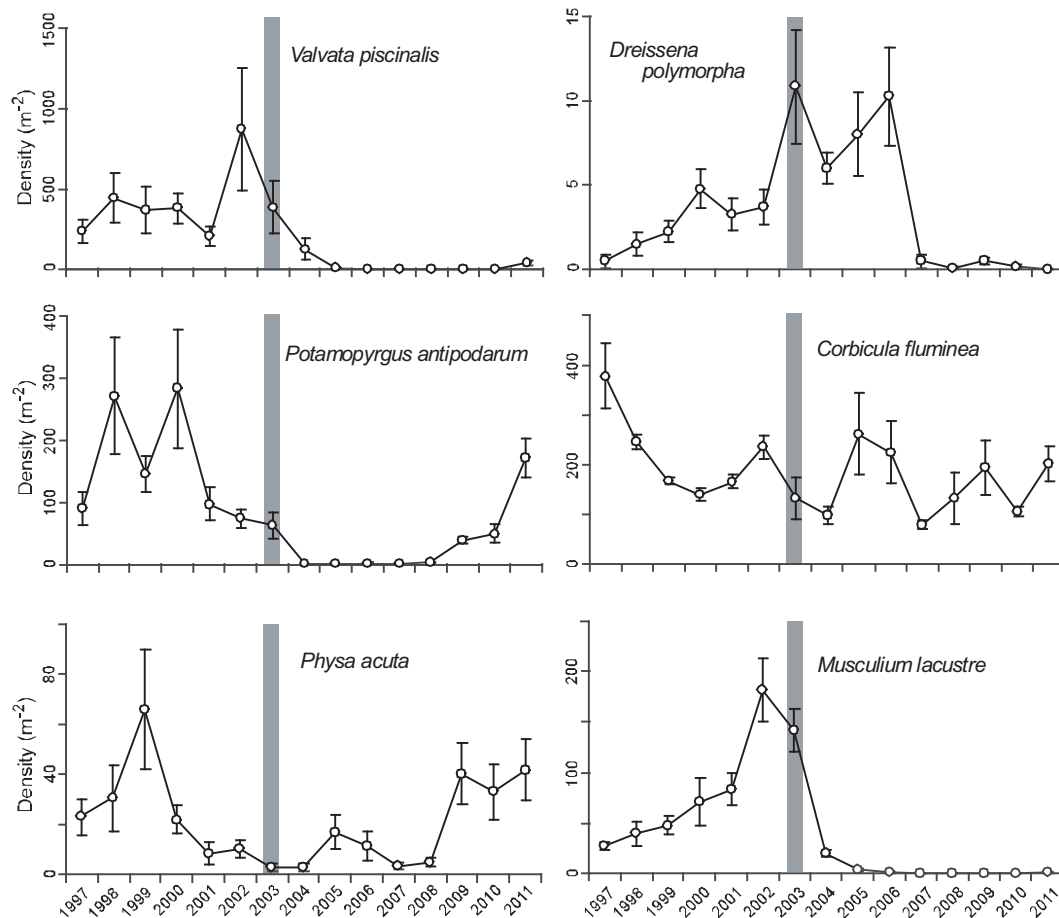 Valvata piscinalis
Density (m⁻²)
0
500
1000
1500
Dreissena
polymorpha
0
5
10
15
Potamopyrgus antipodarum
Density (m⁻²)
0
100
200
300
400
Corbicula fluminea
0
200
400
Physa acuta
Density (m⁻²)
0
40
80
1997 1998 1999 2000 2001 2002 2003 2004 2005 2006 2007 2008 2009 2010 2011
Musculium lacustre
0
100
200
1997 1998 1999 2000 2001 2002 2003 2004 2005 2006 2007 2008 2009 2010 2011